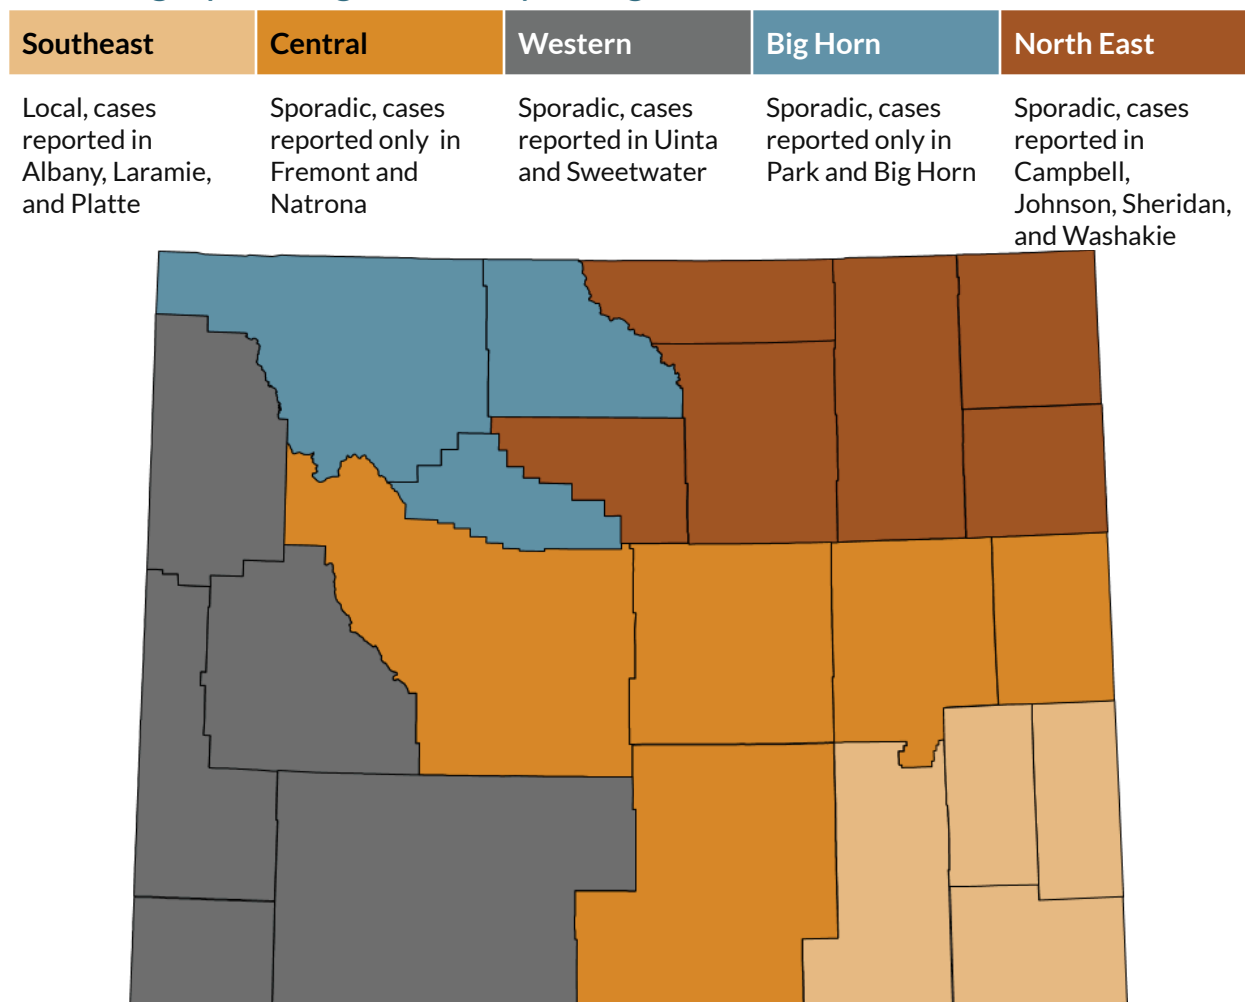 Southeast
Central
Western
Big Horn
North East
Local, cases
reported in
Albany, Laramie,
and Platte
Sporadic, cases
reported only in
Fremont and
Natrona
Sporadic, cases
reported in Uinta
and Sweetwater
Sporadic, cases
reported only in
Park and Big Horn
Sporadic, cases
reported in
Campbell,
Johnson, Sheridan,
and Washakie